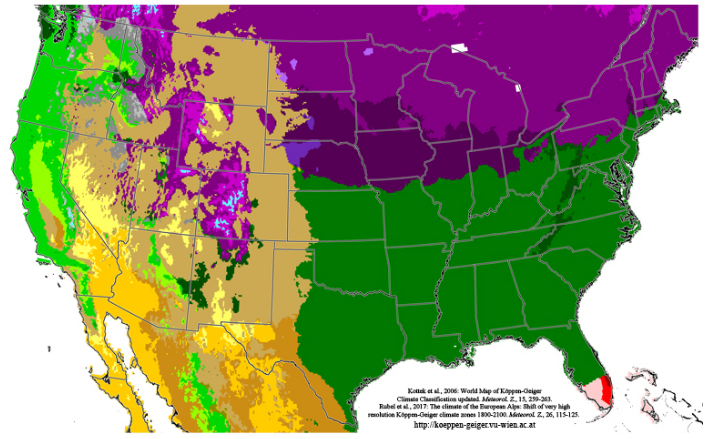 Kottek et al., 2006: World Map of Köppen-Geiger
Climate Classification updated. Meteorol. Z., 15, 259-263.
Rubel et al., 2017: The climate of the European Alps: Shift of very high
resolution Köppen-Geiger climate zones 1800-2100. Meteorol. Z., 26, 115-125.
http://koeppen-geiger.vu-wien.ac.at